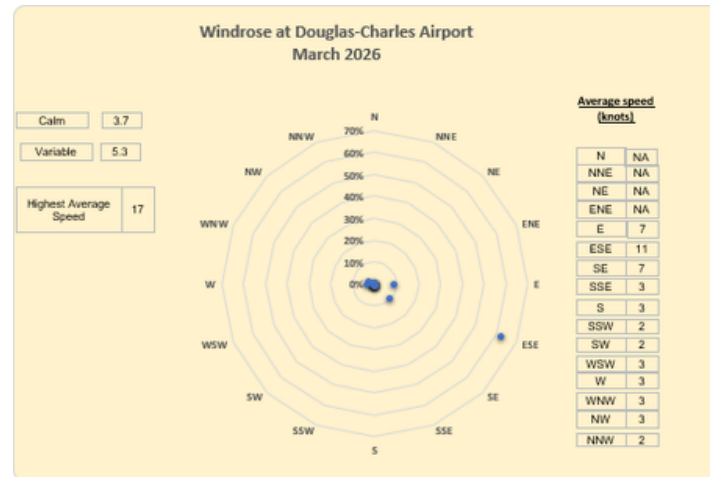 Windrose at Douglas-Charles Airport
March 2026
Calm 3.7
Variable 5.3
Highest Average
Speed 17
N
NNE
NE
ENE
E
ESE
SE
SSE
S
SSW
SW
WSW
W
WNW
NW
NNW
70%
60%
50%
40%
30%
20%
10%
0%
Average speed
(knots)
N NA
NNE NA
NE NA
ENE NA
E 7
ESE 11
SE 7
SSE 3
S 3
SSW 2
SW 2
WSW 3
W 3
WNW 3
NW 3
NNW 2